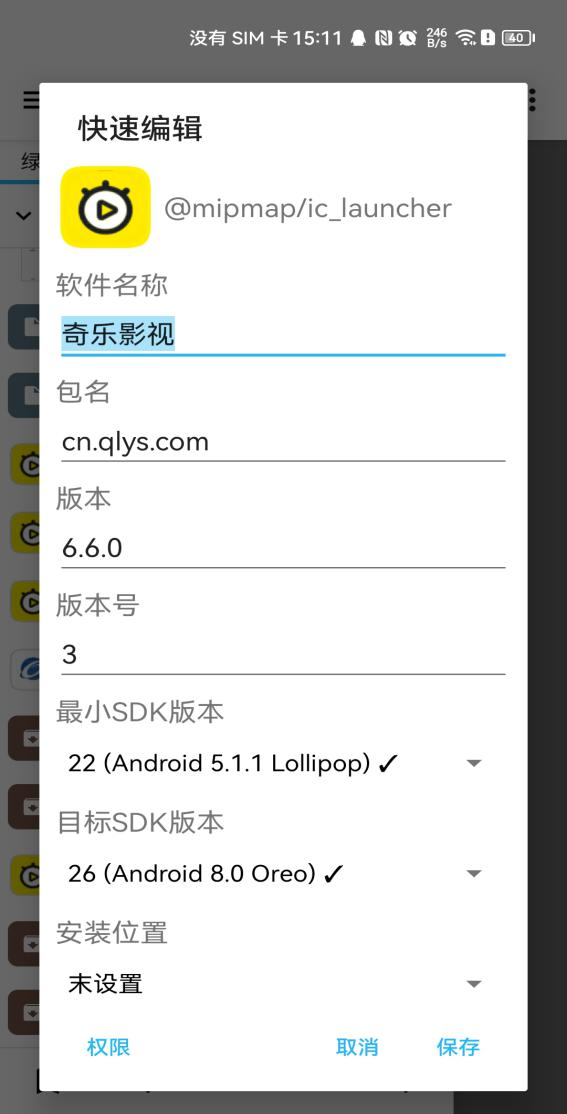 没有 SIM 卡 15:11 246 B/s 40
绿
快速编辑
@mipmap/ic_launcher
软件名称
奇乐影视
包名
cn.qlys.com
版本
6.6.0
版本号
3
最小SDK版本
22 (Android 5.1.1 Lollipop) ✓
目标SDK版本
26 (Android 8.0 Oreo) ✓
安装位置
末设置
权限 取消 保存